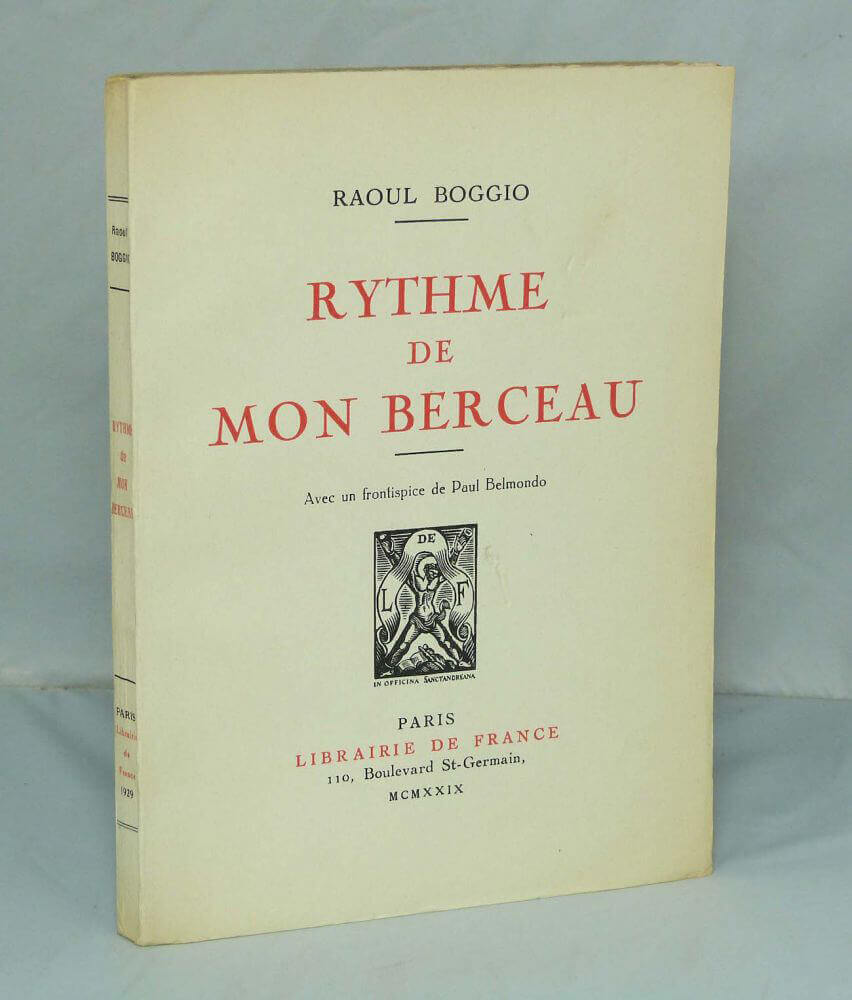 RAOUL BOGGIO
RYTHME
DE
MON BERCEAU
Avec un frontispice de Paul Belmondo
DE
L F
IN OFFICINA SANCTANDREANA
PARIS
LIBRAIRIE DE FRANCE
110, Boulevard St-Germain,
MCMXXIX
Raoul
BOGGIO
RYTHME
de
MON
BERCEAU
PARIS
Librairie
de
France
1929